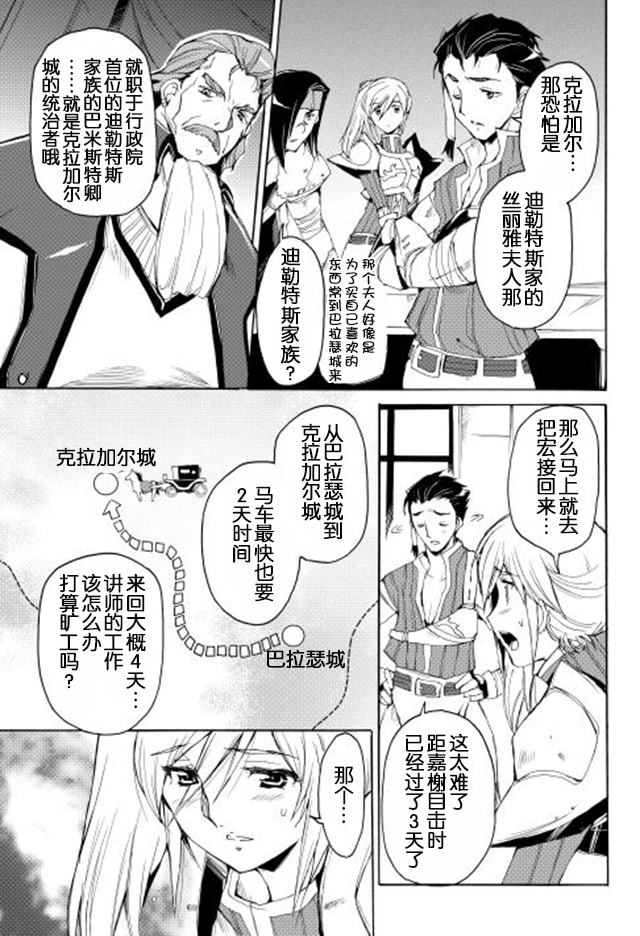 克拉加尔…
那恐怕是
迪勒特斯家的
丝丽雅夫人那
那个夫人好像是
为了买自己喜欢的
东西常到巴拉瑟城来
迪勒特斯家族?
就职于行政院
首位的迪勒特斯
家族的巴米斯特卿
……就是克拉加尔
城的统治者哦
那么马上就去
把宏接回来…
这太难了
距嘉榭目击时
已经过了3天了
从巴拉瑟城到
克拉加尔城
马车最快也要
2天时间
克拉加尔城
巴拉瑟城
来回大概4天…
讲师的工作
该怎么办
打算旷工吗?
那个…